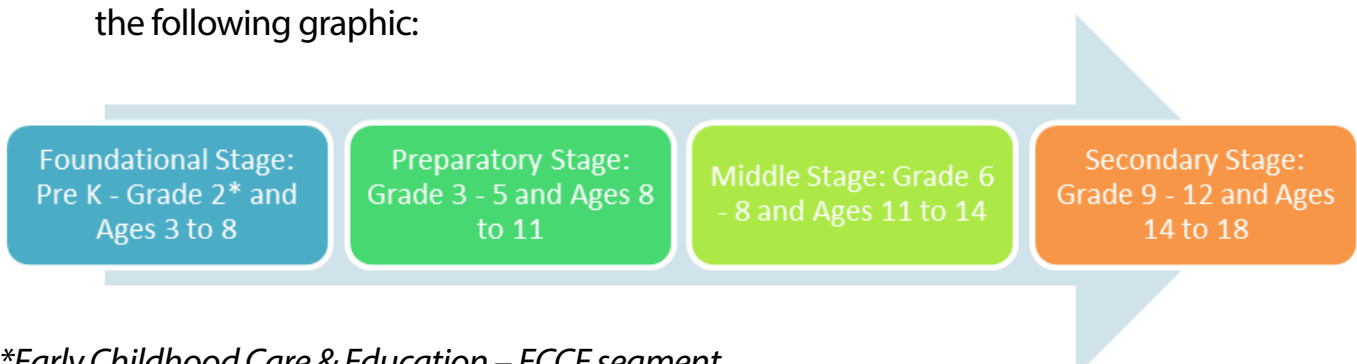 the following graphic:
Foundational Stage:
Pre K - Grade 2* and
Ages 3 to 8
Preparatory Stage:
Grade 3 - 5 and Ages 8
to 11
Middle Stage: Grade 6
- 8 and Ages 11 to 14
Secondary Stage:
Grade 9 - 12 and Ages
14 to 18
*Early Childhood Care & Education – ECCE segment